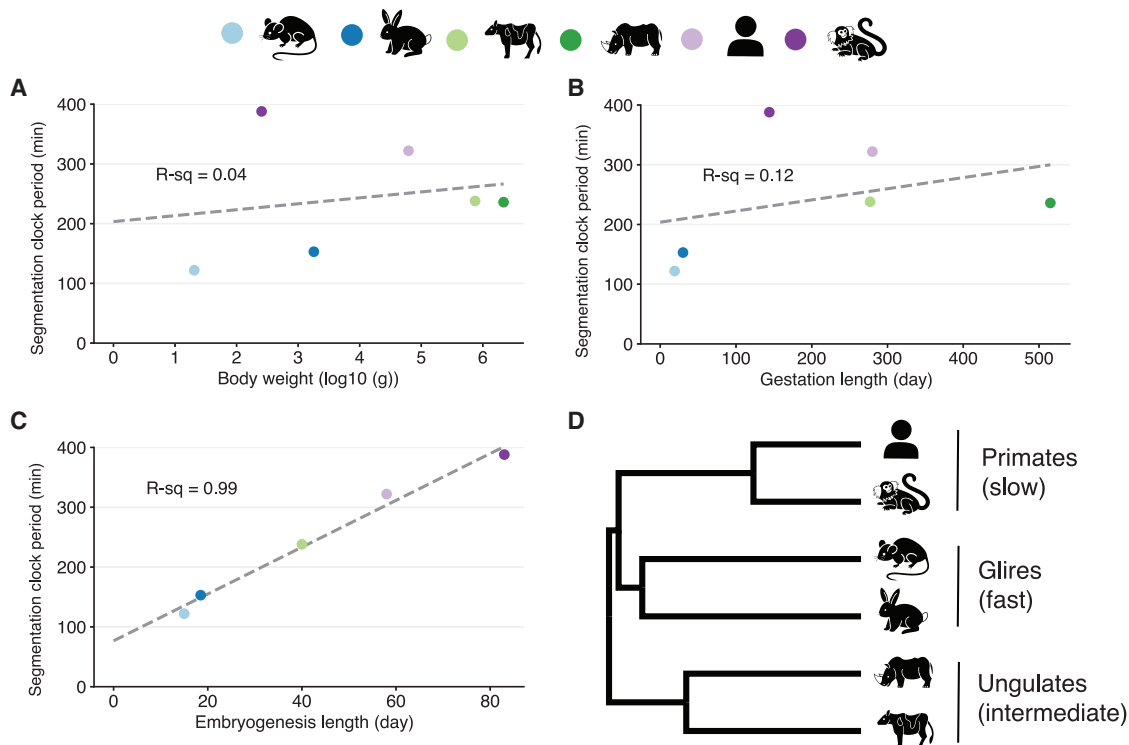 A
Segmentation clock period (min)
400
300
200
100
0
R-sq = 0.04
0 1 2 3 4 5 6
Body weight (log10 (g))
B
Segmentation clock period (min)
400
300
200
100
0
R-sq = 0.12
0 100 200 300 400 500
Gestation length (day)
C
Segmentation clock period (min)
400
300
200
100
0
R-sq = 0.99
0 20 40 60 80
Embryogenesis length (day)
D
Primates
(slow)
Glires
(fast)
Ungulates
(intermediate)